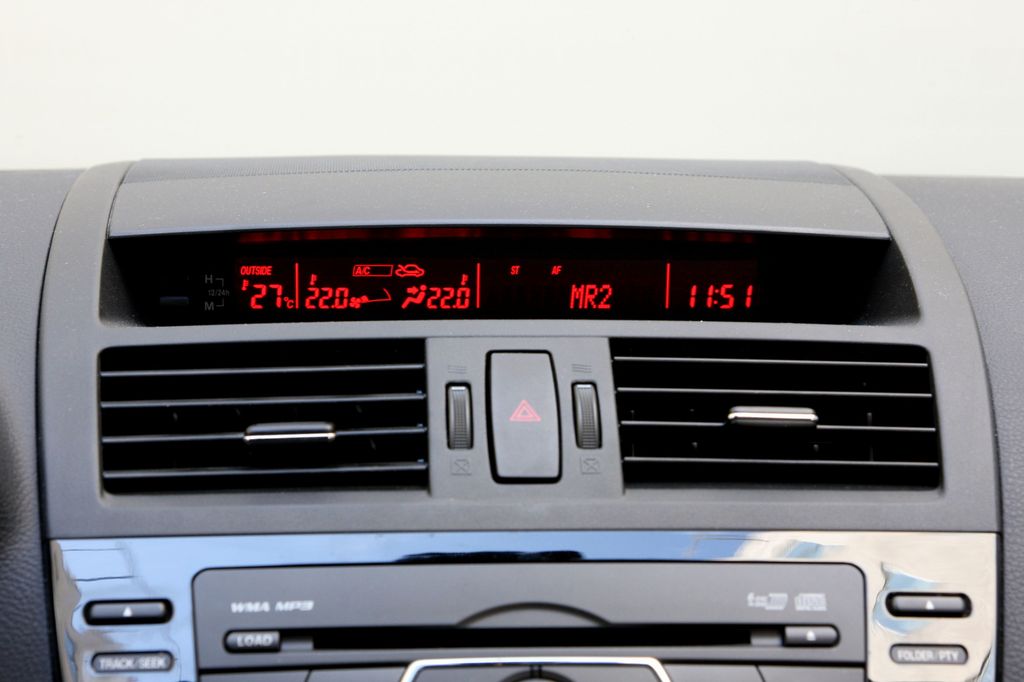 OUTSIDE A/C ST AF
H
12/24h
M
27°C 22.0 22.0 MR2 11:51
WMA MP3
LOAD
TRACK/SEEK
FOLDER/PTY